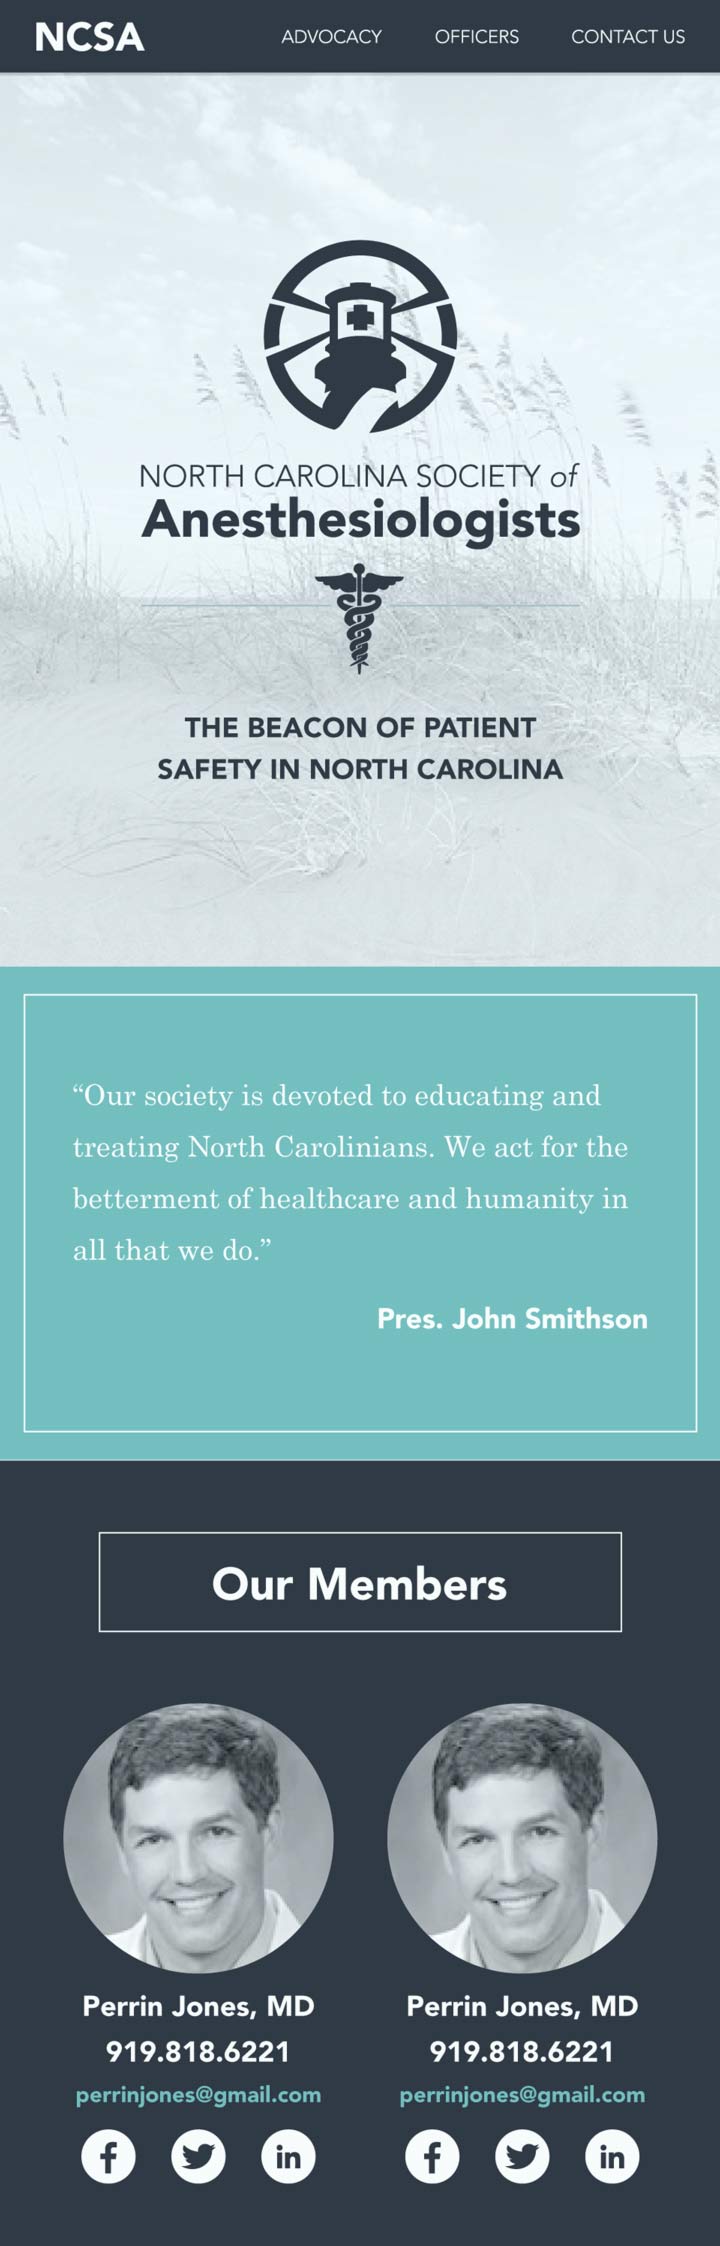 NCSA ADVOCACY OFFICERS CONTACT US
NORTH CAROLINA SOCIETY of
Anesthesiologists
THE BEACON OF PATIENT
SAFETY IN NORTH CAROLINA
“Our society is devoted to educating and
treating North Carolinians. We act for the
betterment of healthcare and humanity in
all that we do.”
Pres. John Smithson
Our Members
Perrin Jones, MD
919.818.6221
perrinjones@gmail.com
f in
Perrin Jones, MD
919.818.6221
perrinjones@gmail.com
f in